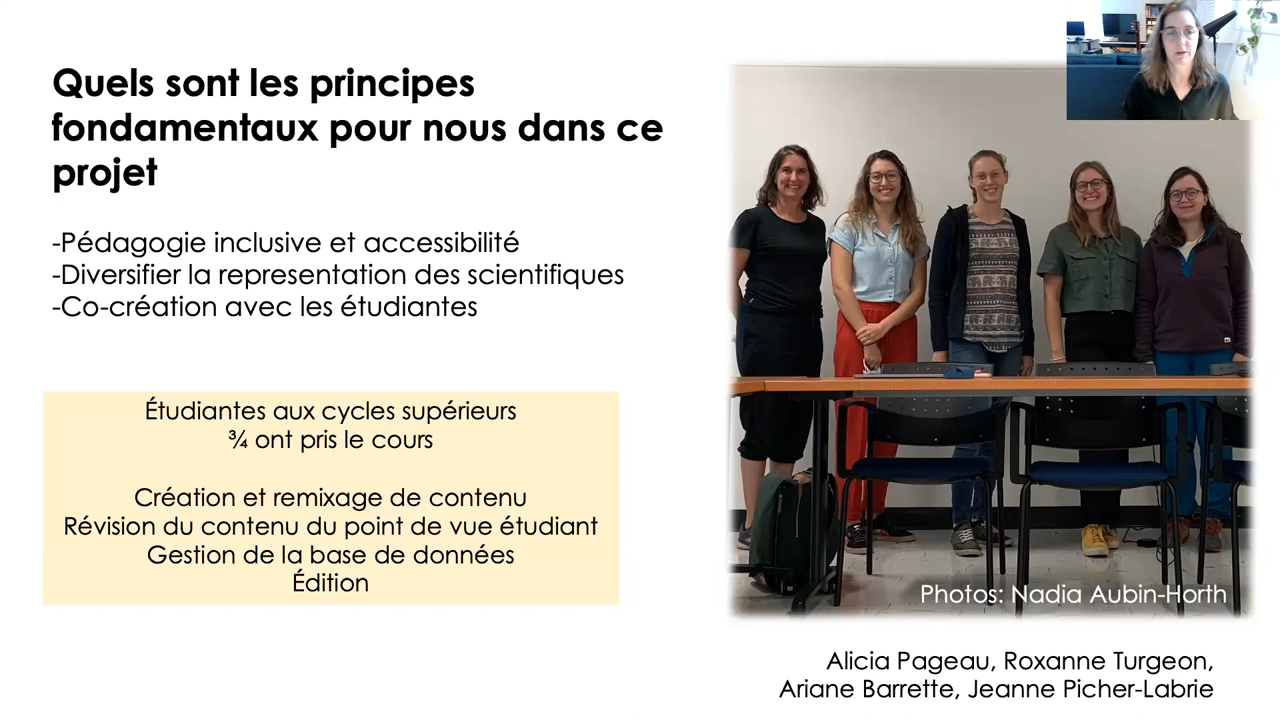 Quels sont les principes
fondamentaux pour nous dans ce
projet
-Pédagogie inclusive et accessibilité
-Diversifier la representation des scientifiques
-Co-création avec les étudiantes
Étudiantes aux cycles supérieurs
¾ ont pris le cours
Création et remixage de contenu
Révision du contenu du point de vue étudiant
Gestion de la base de données
Édition
Photos: Nadia Aubin-Horth
Alicia Pageau, Roxanne Turgeon,
Ariane Barrette, Jeanne Picher-Labrie